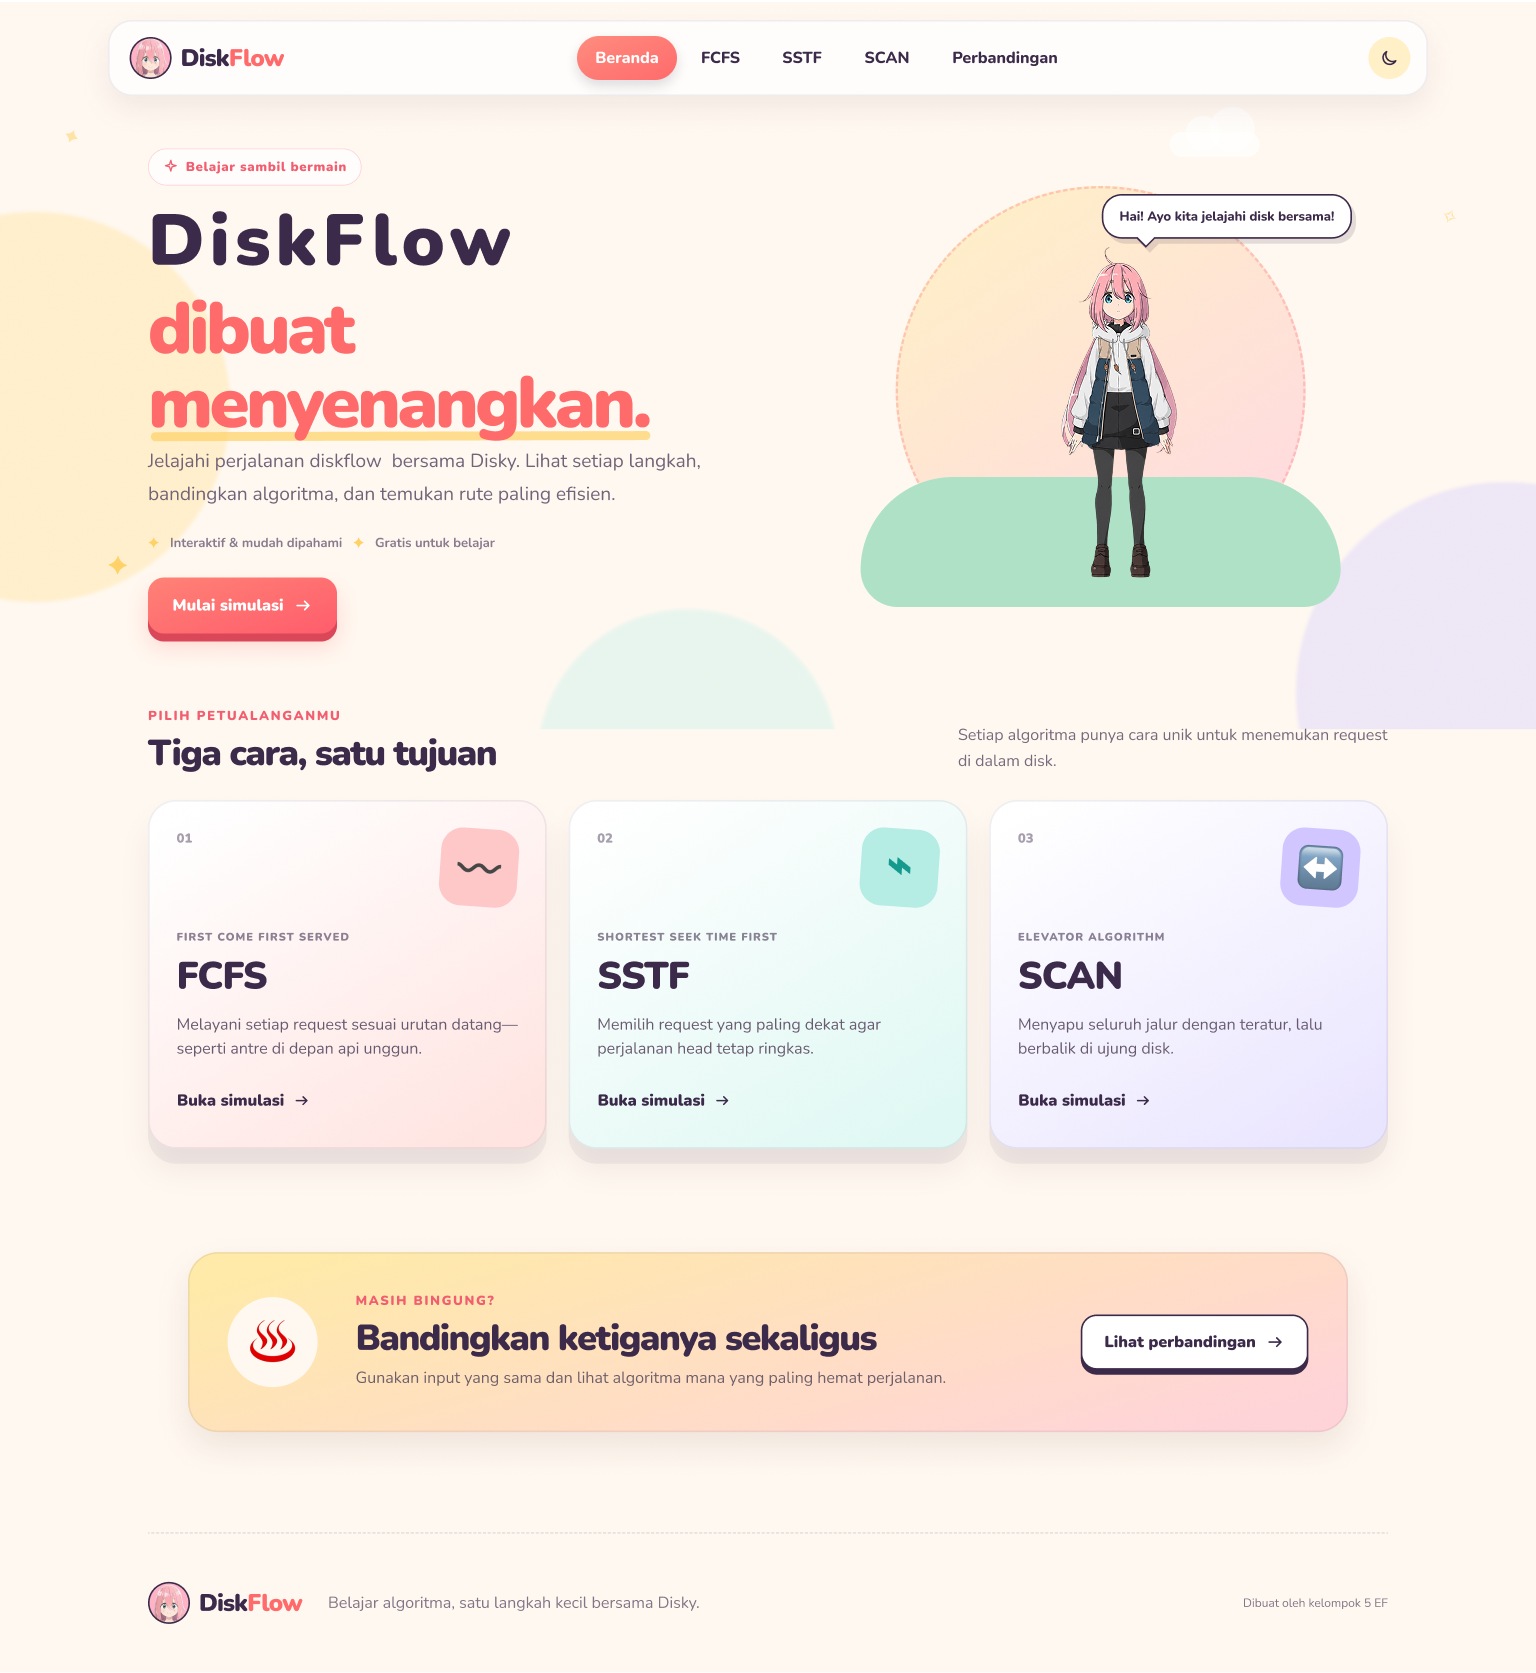 DiskFlow
Beranda
FCFS
SSTF
SCAN
Perbandingan
Belajar sambil bermain
DiskFlow
dibuat
menyenangkan.
Jelajahi perjalanan diskflow  bersama Disky. Lihat setiap langkah,
bandingkan algoritma, dan temukan rute paling efisien.
Interaktif & mudah dipahami
Gratis untuk belajar
Mulai simulasi →
Hai! Ayo kita jelajahi disk bersama!
PILIH PETUALANGANMU
Tiga cara, satu tujuan
Setiap algoritma punya cara unik untuk menemukan request
di dalam disk.
01
FIRST COME FIRST SERVED
FCFS
Melayani setiap request sesuai urutan datang—
seperti antre di depan api unggun.
Buka simulasi →
02
SHORTEST SEEK TIME FIRST
SSTF
Memilih request yang paling dekat agar
perjalanan head tetap ringkas.
Buka simulasi →
03
ELEVATOR ALGORITHM
SCAN
Menyapu seluruh jalur dengan teratur, lalu
berbalik di ujung disk.
Buka simulasi →
MASIH BINGUNG?
Bandingkan ketiganya sekaligus
Gunakan input yang sama dan lihat algoritma mana yang paling hemat perjalanan.
Lihat perbandingan →
DiskFlow
Belajar algoritma, satu langkah kecil bersama Disky.
Dibuat oleh kelompok 5 EF